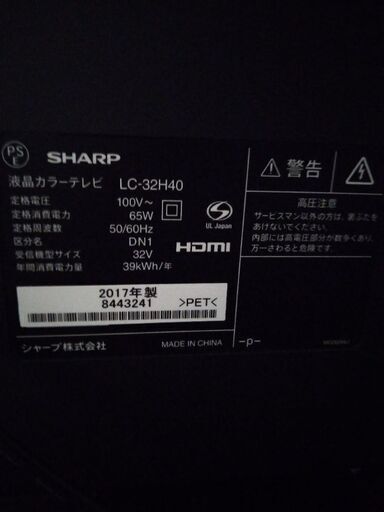 PS
E
SHARP
液晶カラーテレビ LC-32H40
定格電圧 100V～
定格消費電力 65W
定格周波数 50/60Hz
区分名 DN1
受信機型サイズ 32V
年間消費電力量 39kWh/年
S
UL Japan
HDMI
2017年製
8443241 >PET<
シャープ株式会社 MADE IN CHINA
警告
高圧注意
サービスマン以外の方は、裏ぶたを
あけないでください。
内部には高電圧部分が数多くあり、
万一さわると危険です。
-p-